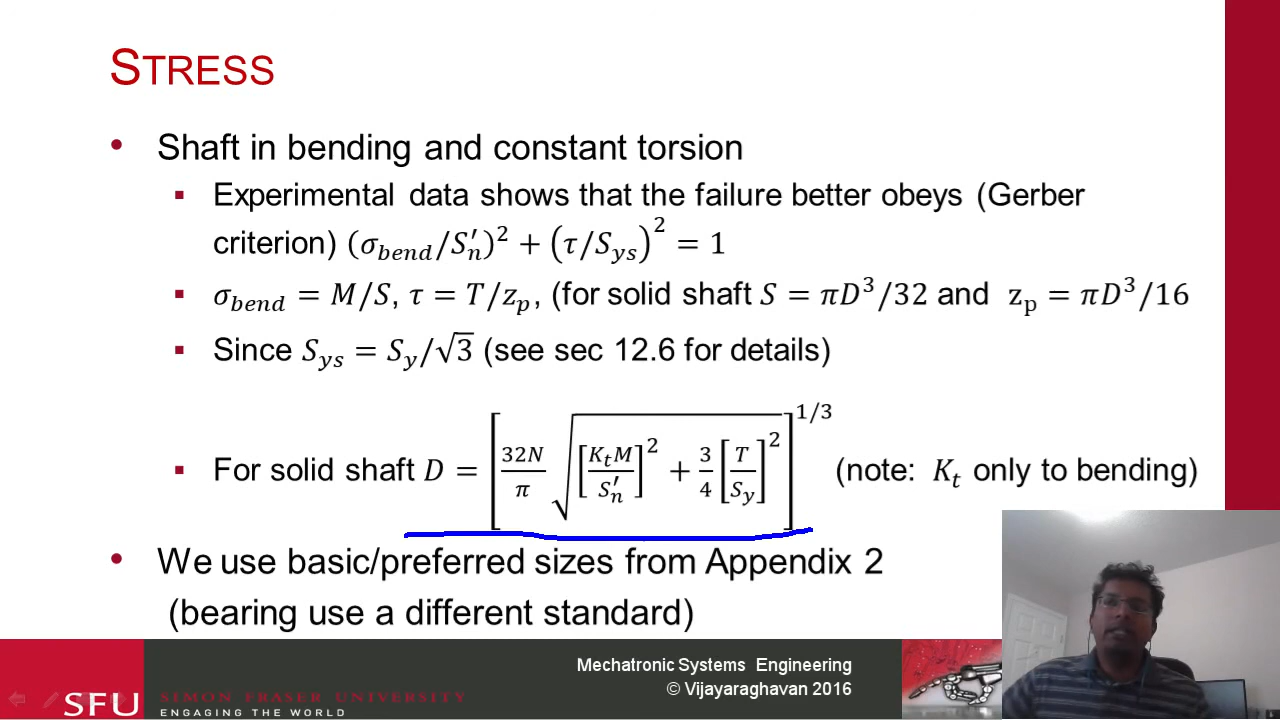 STRESS
• Shaft in bending and constant torsion
▪ Experimental data shows that the failure better obeys (Gerber
criterion) (σ_bend/S′_n)² + (τ/S_ys)² = 1
▪ σ_bend = M/S, τ = T/z_p, (for solid shaft S = πD³/32 and z_p = πD³/16
▪ Since S_ys = S_y/√3 (see sec 12.6 for details)
▪ For solid shaft D = [32N/π √([K_t M/S′_n]² + 3/4 [T/S_y]²)]^1/3 (note: K_t only to bending)
• We use basic/preferred sizes from Appendix 2
(bearing use a different standard)
Mechatronic Systems Engineering
© Vijayaraghavan 2016
SFU
SIMON FRASER UNIVERSITY
ENGAGING THE WORLD